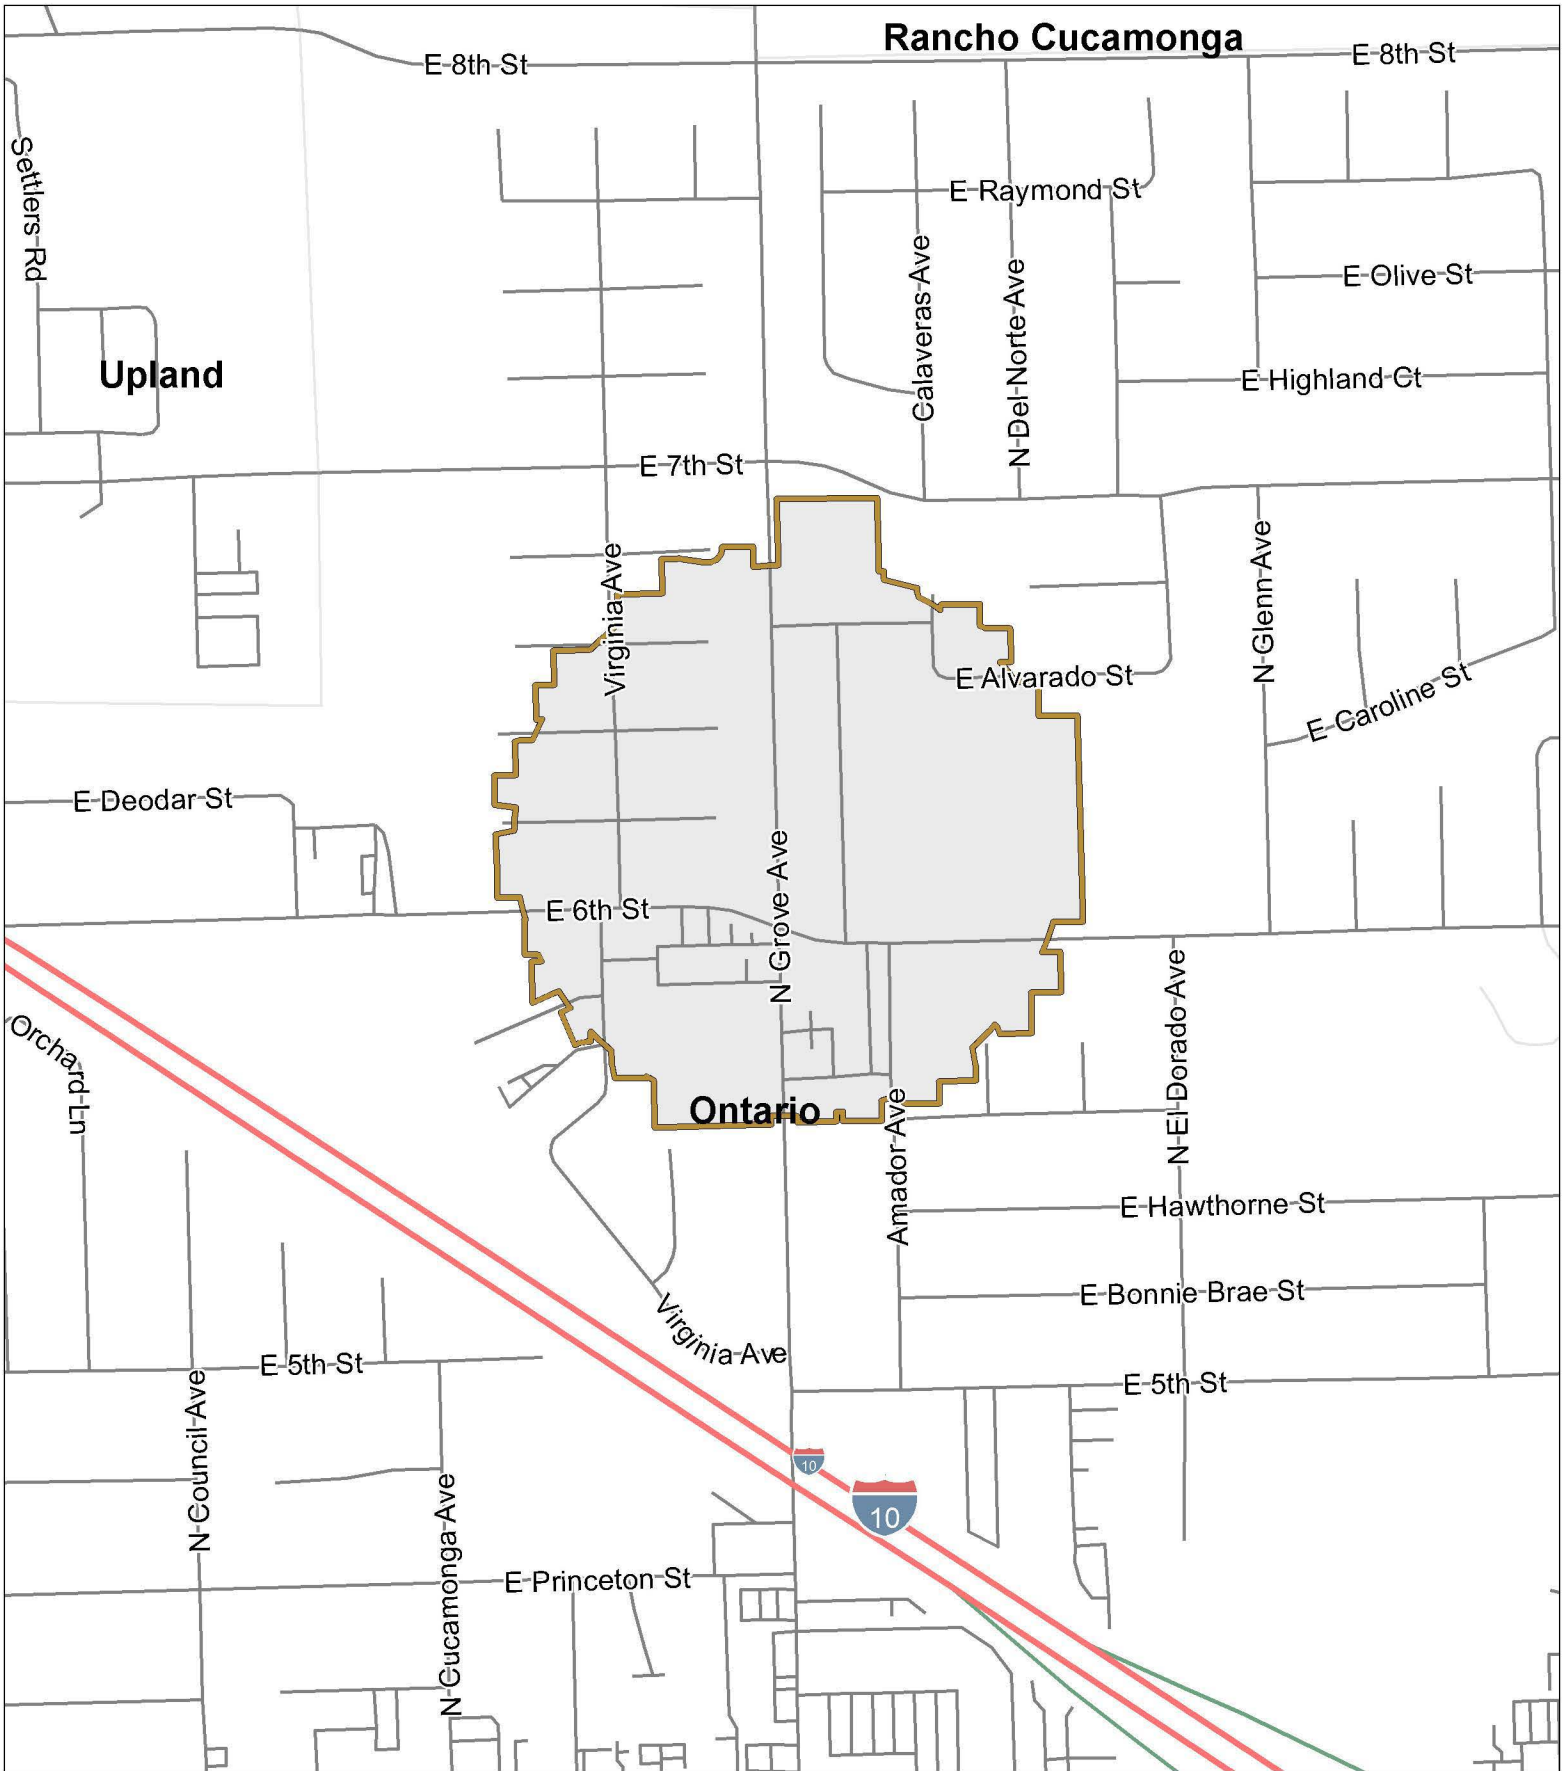 Rancho Cucamonga
E 8th St
E 8th St
Settlers Rd
E Raymond St
Calaveras Ave
N Del Norte Ave
E Olive St
Upland
E Highland Ct
E 7th St
Virginia Ave
N Glenn Ave
E Alvarado St
E Caroline St
E Deodar St
N Grove Ave
E 6th St
N El Dorado Ave
Orchard Ln
Ontario
Amador Ave
E Hawthorne St
E Bonnie Brae St
Virginia Ave
E 5th St
E 5th St
N Council Ave
10
10
N Cucamonga Ave
E Princeton St